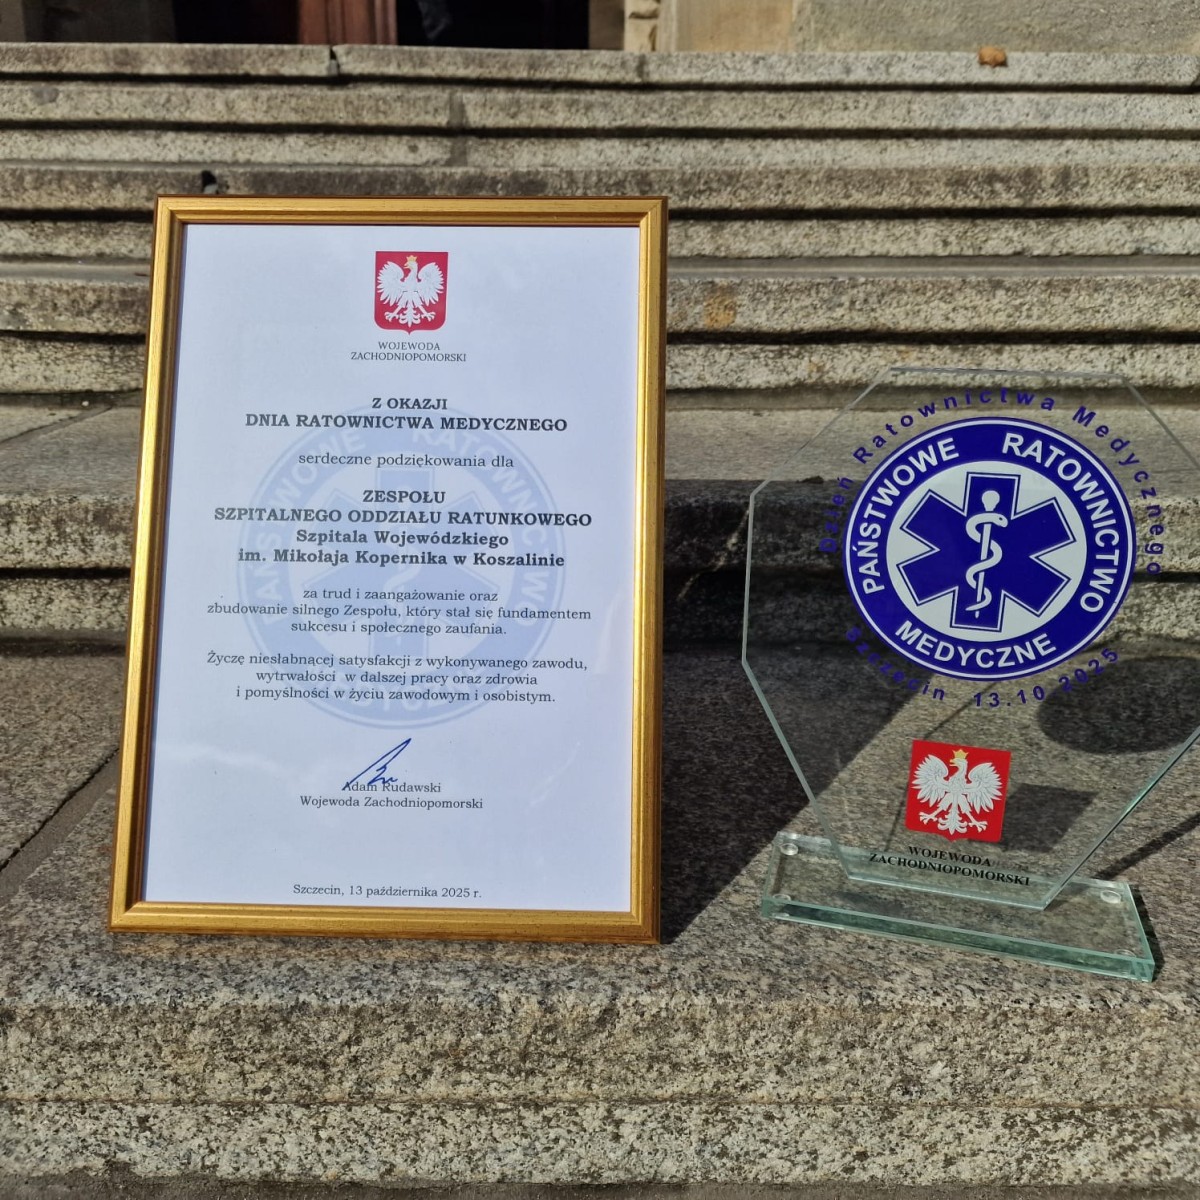 WOJEWODA
ZACHODNIOPOMORSKI
Z OKAZJI
DNIA RATOWNICTWA MEDYCZNEGO
serdeczne podziękowania dla
ZESPOŁU
SZPITALNEGO ODDZIAŁU RATUNKOWEGO
Szpitala Wojewódzkiego
im. Mikołaja Kopernika w Koszalinie
za trud i zaangażowanie oraz
zbudowanie silnego Zespołu, który stał się fundamentem
sukcesu i społecznego zaufania.
Życzę niesłabnącej satysfakcji z wykonywanego zawodu,
wytrwałości w dalszej pracy oraz zdrowia
i pomyślności w życiu zawodowym i osobistym.
Adam Rudawski
Wojewoda Zachodniopomorski
Szczecin, 13 października 2025 r.
Dzień Ratownictwa Medycznego
PAŃSTWOWE RATOWNICTWO
MEDYCZNE
Szczecin 13.10.2025
WOJEWODA
ZACHODNIOPOMORSKI